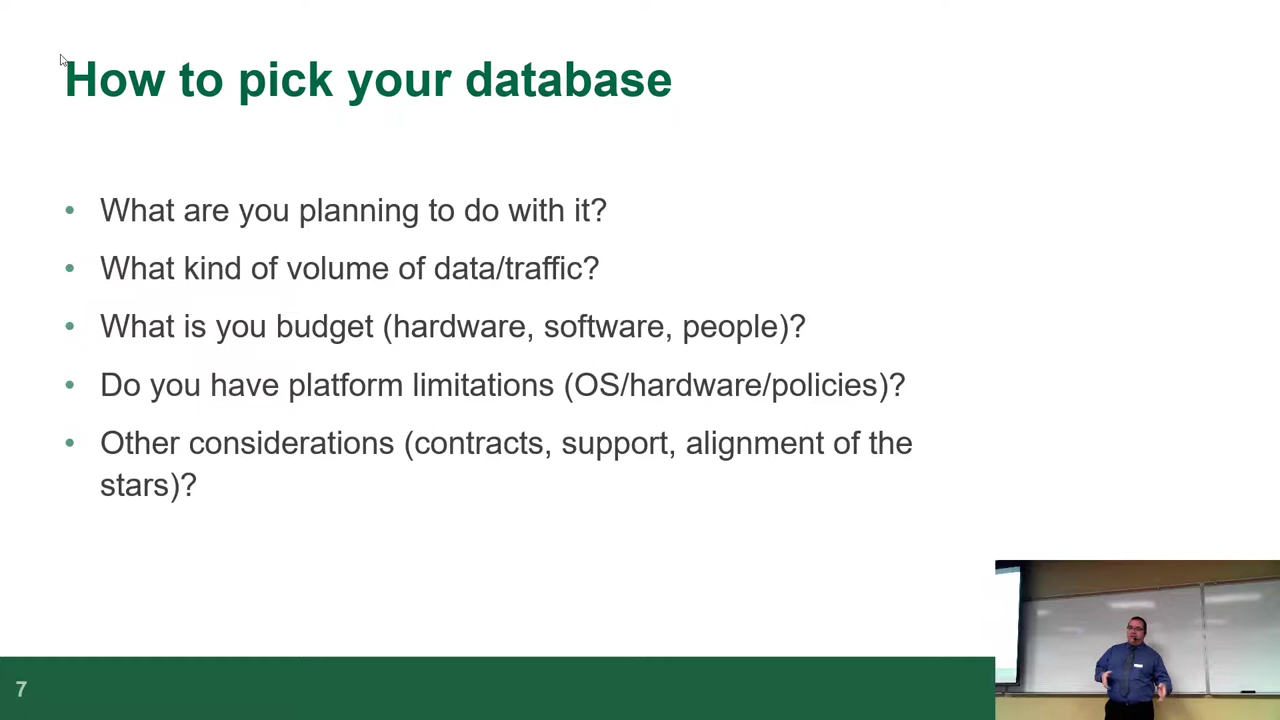 How to pick your database
• What are you planning to do with it?
• What kind of volume of data/traffic?
• What is you budget (hardware, software, people)?
• Do you have platform limitations (OS/hardware/policies)?
• Other considerations (contracts, support, alignment of the
stars)?
7